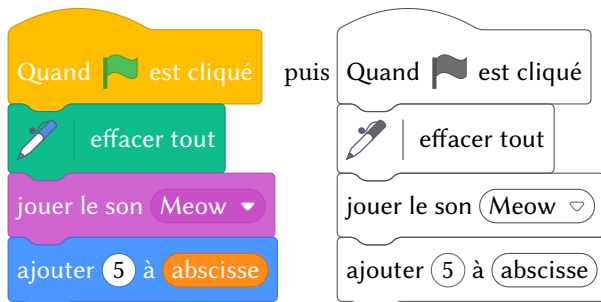 Quand est cliqué puis Quand est cliqué
effacer tout effacer tout
jouer le son Meow jouer le son Meow
ajouter 5 à abscisse ajouter 5 à abscisse